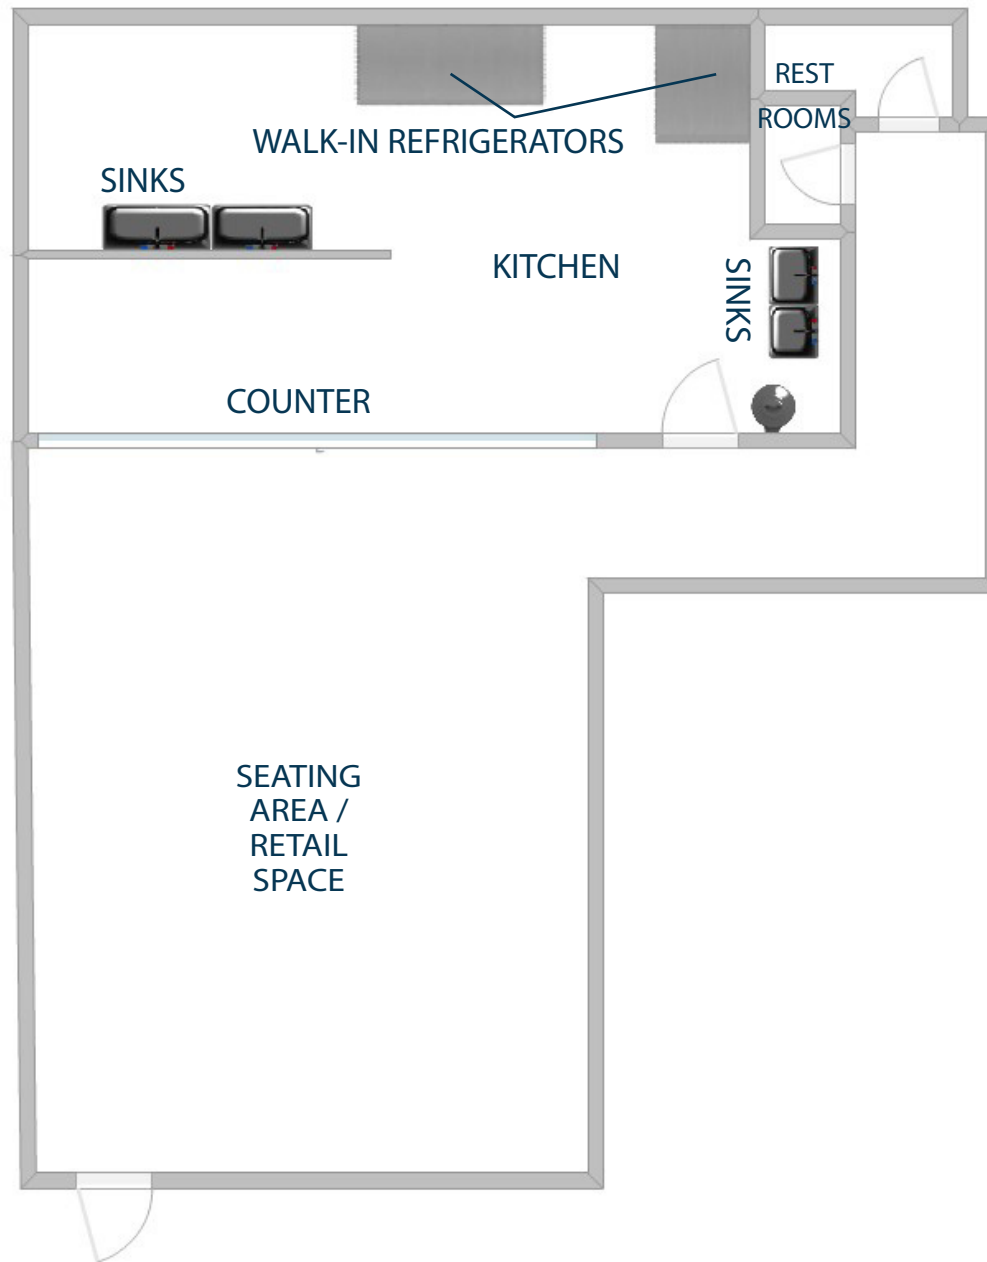 REST
ROOMS
WALK-IN REFRIGERATORS
SINKS
KITCHEN
SINKS
COUNTER
SEATING
AREA /
RETAIL
SPACE